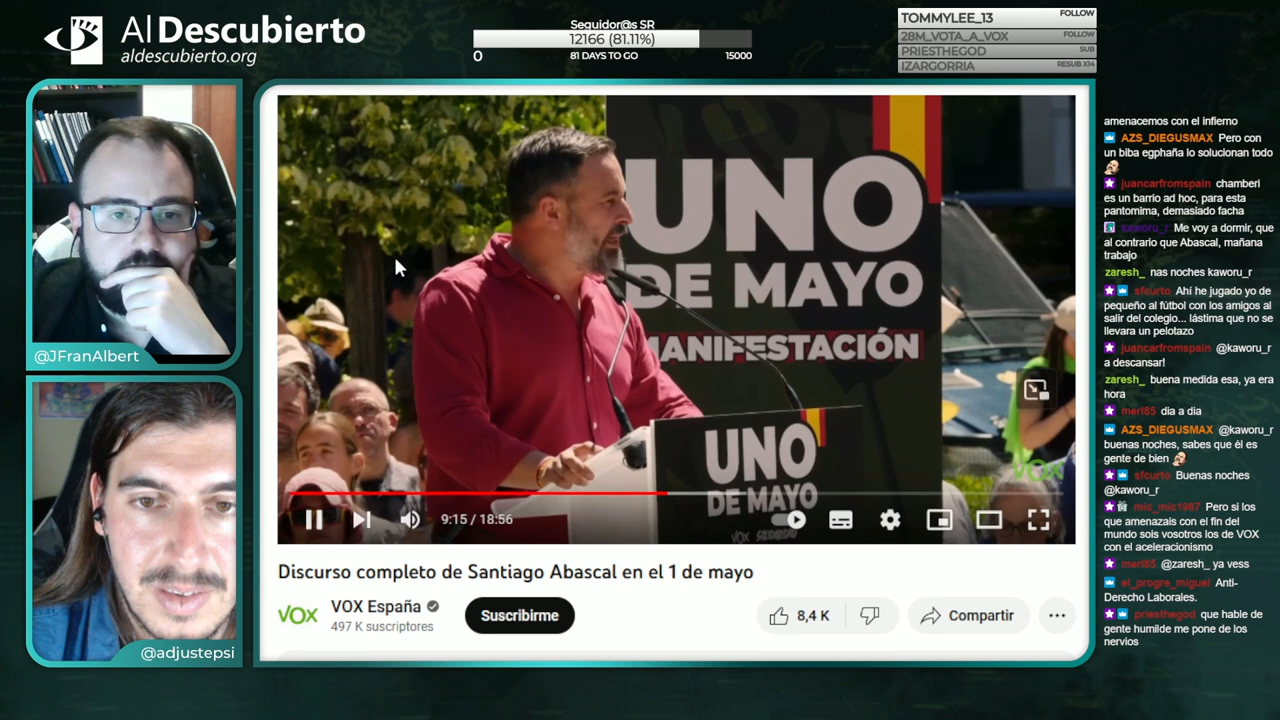 Al Descubierto
aldescubierto.org
Seguidor@s SR
12166 (81.11%)
0
81 DAYS TO GO
15000
TOMMYLEE_13 FOLLOW
28M_VOTA_A_VOX FOLLOW
PRIESTHEGOD SUB
IZARGORRIA RESUB X14
@JFranAlbert
@adjustepsi
UNO
DE MAYO
MANIFESTACIÓN
UNO
DE MAYO
VOX SOLIDARIDAD
VOX
9:15 / 18:56
Discurso completo de Santiago Abascal en el 1 de mayo
VOX
VOX España
497 K suscriptores
Suscribirme
8,4 K
Compartir
amenacemos con el infierno
AZS_DIEGUSMAX Pero con
un biba egphaña lo solucionan todo
juancarfromspain chamberi
es un barrio ad hoc, para esta
pantomima, demasiado facha
kaworu_r Me voy a dormir, que
al contrario que Abascal, mañana
trabajo
zaresh_ nas noches kaworu_r
sfcurto Ahí he jugado yo de
pequeño al fútbol con los amigos al
salir del colegio... lástima que no se
llevara un pelotazo
juancarfromspain @kaworu_r
a descansar!
zaresh_ buena medida esa, ya era
hora
merl85 dia a dia
AZS_DIEGUSMAX @kaworu_r
buenas noches, sabes que él es
gente de bien
sfcurto Buenas noches
@kaworu_r
mic_mic1987 Pero si los
que amenazais con el fin del
mundo sois vosotros los de VOX
con el aceleracionismo
merl85 @zaresh_ ya vess
el_progre_miguel Anti-
Derecho Laborales.
priesthegod que hable de
gente humilde me pone de los
nervios